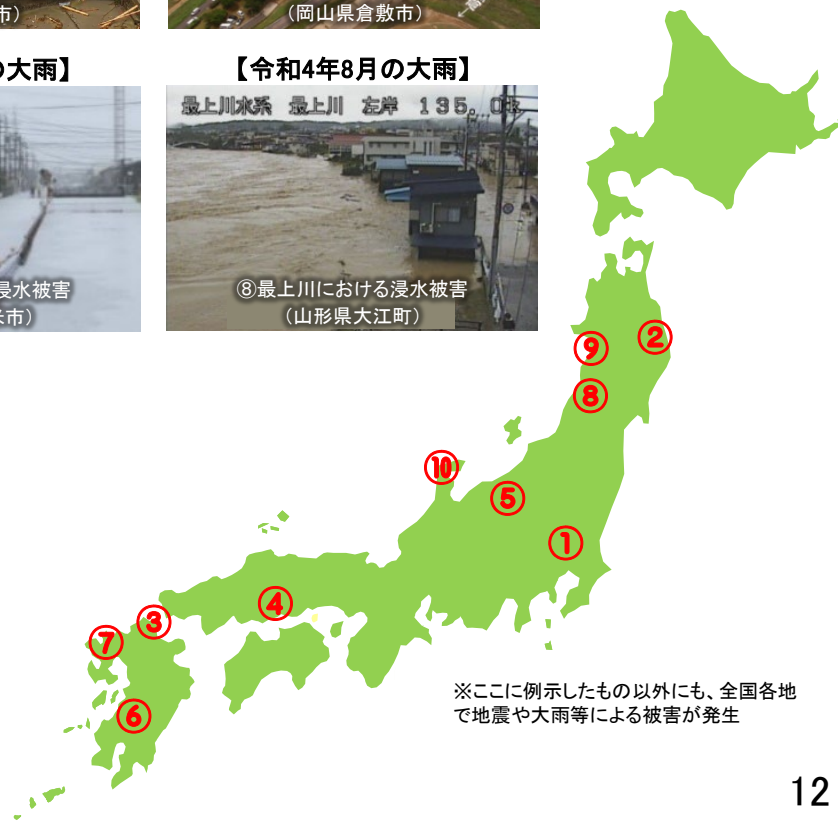 市）
（岡山県倉敷市）
の大雨】
【令和4年8月の大雨】
最上川水系 最上川 左岸 135.0k
浸水被害
米市）
⑧最上川における浸水被害
（山形県大江町）
⑨
②
⑧
⑩
⑤
①
④
③
⑦
⑥
※ここに例示したもの以外にも、全国各地
で地震や大雨等による被害が発生
12